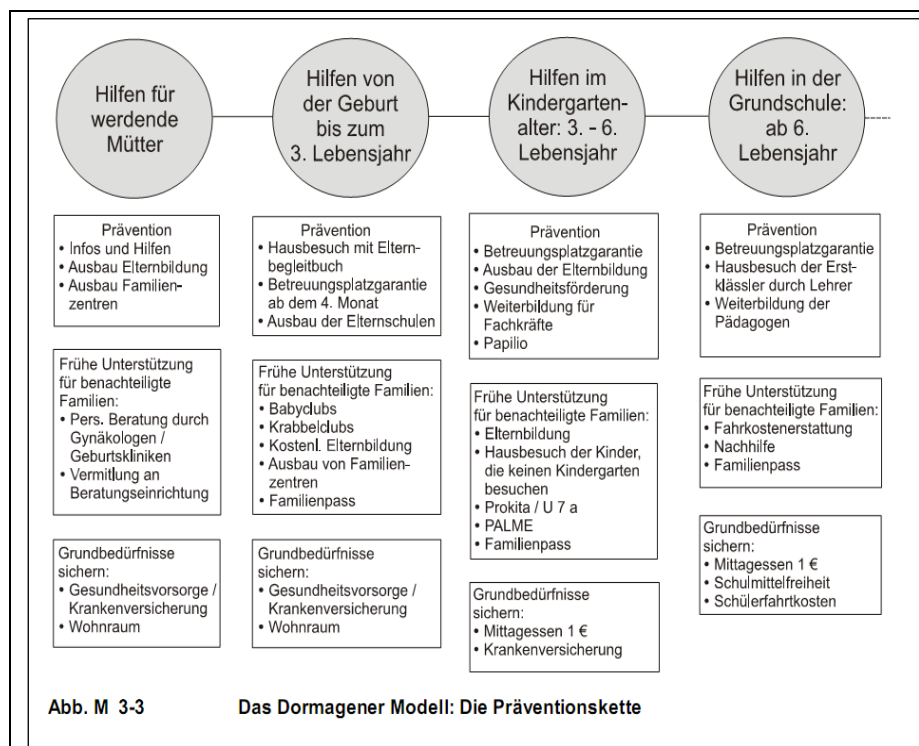 Hilfen für
werdende
Mütter
Hilfen von
der Geburt
bis zum
3. Lebensjahr
Hilfen im
Kindergarten-
alter: 3. - 6.
Lebensjahr
Hilfen in der
Grundschule:
ab 6.
Lebensjahr
Prävention
• Infos und Hilfen
• Ausbau Elternbildung
• Ausbau Familien-
zentren
Frühe Unterstützung
für benachteiligte
Familien:
• Pers. Beratung durch
Gynäkologen /
Geburtskliniken
• Vermitlung an
Beratungseinrichtung
Grundbedürfnisse
sichern:
• Gesundheitsvorsorge /
Krankenversicherung
• Wohnraum
Prävention
• Hausbesuch mit Eltern-
begleitbuch
• Betreuungsplatzgarantie
ab dem 4. Monat
• Ausbau der Elternschulen
Frühe Unterstützung
für benachteiligte Familien:
• Babyclubs
• Krabbelclubs
• Kostenl. Elternbildung
• Ausbau von Familien-
zentren
• Familienpass
Grundbedürfnisse
sichern:
• Gesundheitsvorsorge /
Krankenversicherung
• Wohnraum
Prävention
• Betreuungsplatzgarantie
• Ausbau der Elternbildung
• Gesundheitsförderung
• Weiterbildung für
Fachkräfte
• Papilio
Frühe Unterstützung
für benachteiligte Familien:
• Elternbildung
• Hausbesuch der Kinder,
die keinen Kindergarten
besuchen
• Prokita / U 7 a
• PALME
• Familienpass
Grundbedürfnisse
sichern:
• Mittagessen 1 €
• Krankenversicherung
Prävention
• Betreuungsplatzgarantie
• Hausbesuch der Erst-
klässler durch Lehrer
• Weiterbildung der
Pädagogen
Frühe Unterstützung
für benachteiligte Familien:
• Fahrkostenerstattung
• Nachhilfe
• Familienpass
Grundbedürfnisse
sichern:
• Mittagessen 1 €
• Schulmittelfreiheit
• Schülerfahrtkosten
Abb. M 3-3 Das Dormagener Modell: Die Präventionskette